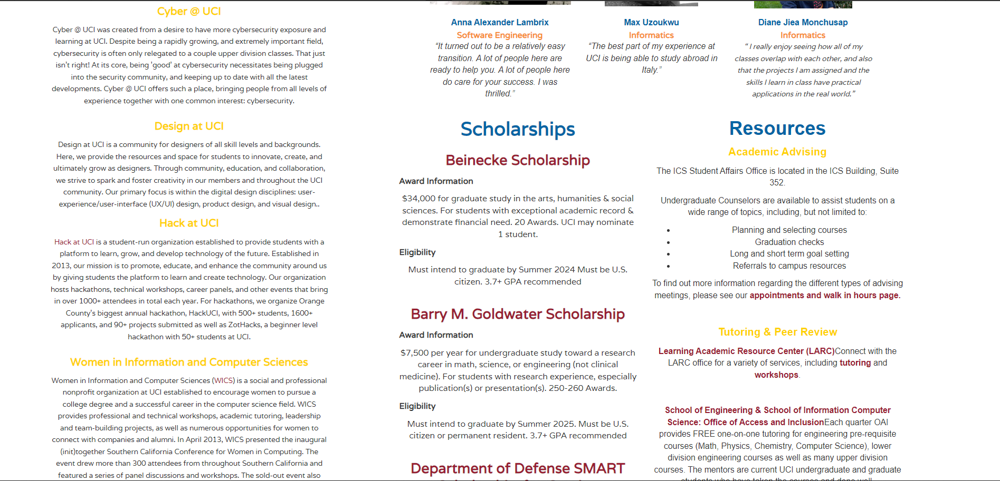 Cyber @ UCI
Cyber @ UCI was created from a desire to have more cybersecurity exposure and
learning at UCI. Despite being a rapidly growing, and extremely important field,
cybersecurity is often only relegated to a couple upper division classes. That just
isn't right! At its core, being 'good' at cybersecurity necessitates being plugged
into the security community, and keeping up to date with all the latest
developments. Cyber @ UCI offers such a place, bringing people from all levels of
experience together with one common interest: cybersecurity.
Design at UCI
Design at UCI is a community for designers of all skill levels and backgrounds.
Here, we provide the resources and space for students to innovate, create, and
ultimately grow as designers. Through community, education, and collaboration,
we strive to spark and foster creativity in our members and throughout the UCI
community. Our primary focus is within the digital design disciplines: user-
experience/user-interface (UX/UI) design, product design, and visual design..
Hack at UCI
Hack at UCI is a student-run organization established to provide students with a
platform to learn, grow, and develop technology of the future. Established in
2013, our mission is to promote, educate, and enhance the community around us
by giving students the platform to learn and create technology. Our organization
hosts hackathons, technical workshops, career panels, and other events that bring
in over 1000+ attendees in total each year. For hackathons, we organize Orange
County's biggest annual hackathon, HackUCI, with 500+ students, 1600+
applicants, and 90+ projects submitted as well as ZotHacks, a beginner level
hackathon with 50+ students at UCI.
Women in Information and Computer Sciences
Women in Information and Computer Sciences (WICS) is a social and professional
nonprofit organization at UCI established to encourage women to pursue a
college degree and a successful career in the computer science field. WICS
provides professional and technical workshops, academic tutoring, leadership
and team-building projects, as well as numerous opportunities for women to
connect with companies and alumni. In April 2013, WICS presented the inaugural
(init)together Southern California Conference for Women in Computing. The
event drew more than 300 attendees from throughout Southern California and
featured a series of panel discussions and workshops. The sold-out event also
Anna Alexander Lambrix
Software Engineering
“It turned out to be a relatively easy
transition. A lot of people here are
ready to help you. A lot of people here
do care for your success. I was
thrilled.”
Max Uzoukwu
Informatics
“The best part of my experience at
UCI is being able to study abroad in
Italy.”
Diane Jiea Monchusap
Informatics
“ I really enjoy seeing how all of my
classes overlap with each other, and also
that the projects I am assigned and the
skills I learn in class have practical
applications in the real world.”
Scholarships
Beinecke Scholarship
Award Information
$34,000 for graduate study in the arts, humanities & social
sciences. For students with exceptional academic record &
demonstrate financial need. 20 Awards. UCI may nominate
1 student.
Eligibility
Must intend to graduate by Summer 2024 Must be U.S.
citizen. 3.7+ GPA recommended
Barry M. Goldwater Scholarship
Award Information
$7,500 per year for undergraduate study toward a research
career in math, science, or engineering (not clinical
medicine). For students with research experience, especially
publication(s) or presentation(s). 250-260 Awards.
Eligibility
Must intend to graduate by Summer 2025. Must be U.S.
citizen or permanent resident. 3.7+ GPA recommended
Department of Defense SMART
Resources
Academic Advising
The ICS Student Affairs Office is located in the ICS Building, Suite
352.
Undergraduate Counselors are available to assist students on a
wide range of topics, including, but not limited to:
• Planning and selecting courses
• Graduation checks
• Long and short term goal setting
• Referrals to campus resources
To find out more information regarding the different types of advising
meetings, please see our appointments and walk in hours page.
Tutoring & Peer Review
Learning Academic Resource Center (LARC)Connect with the
LARC office for a variety of services, including tutoring and
workshops.
School of Engineering & School of Information Computer
Science: Office of Access and InclusionEach quarter OAI
provides FREE one-on-one tutoring for engineering pre-requisite
courses (Math, Physics, Chemistry, Computer Science), lower
division engineering courses as well as many upper division
courses. The mentors are current UCI undergraduate and graduate